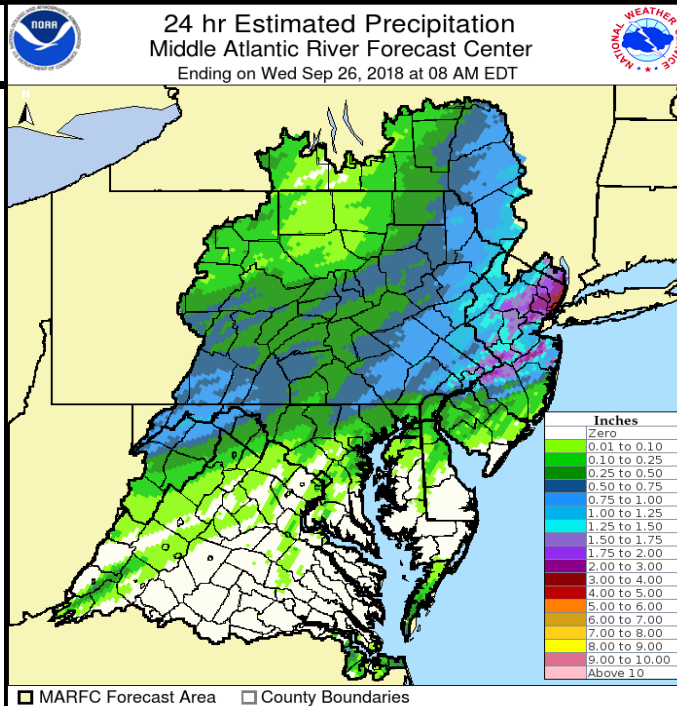 24 hr Estimated Precipitation
Middle Atlantic River Forecast Center
Ending on Wed Sep 26, 2018 at 08 AM EDT
NOAA
NATIONAL WEATHER
N
Inches
Zero
0.01 to 0.10
0.10 to 0.25
0.25 to 0.50
0.50 to 0.75
0.75 to 1.00
1.00 to 1.25
1.25 to 1.50
1.50 to 1.75
1.75 to 2.00
2.00 to 3.00
3.00 to 4.00
4.00 to 5.00
5.00 to 6.00
6.00 to 7.00
7.00 to 8.00
8.00 to 9.00
9.00 to 10.00
Above 10
MARFC Forecast Area
County Boundaries